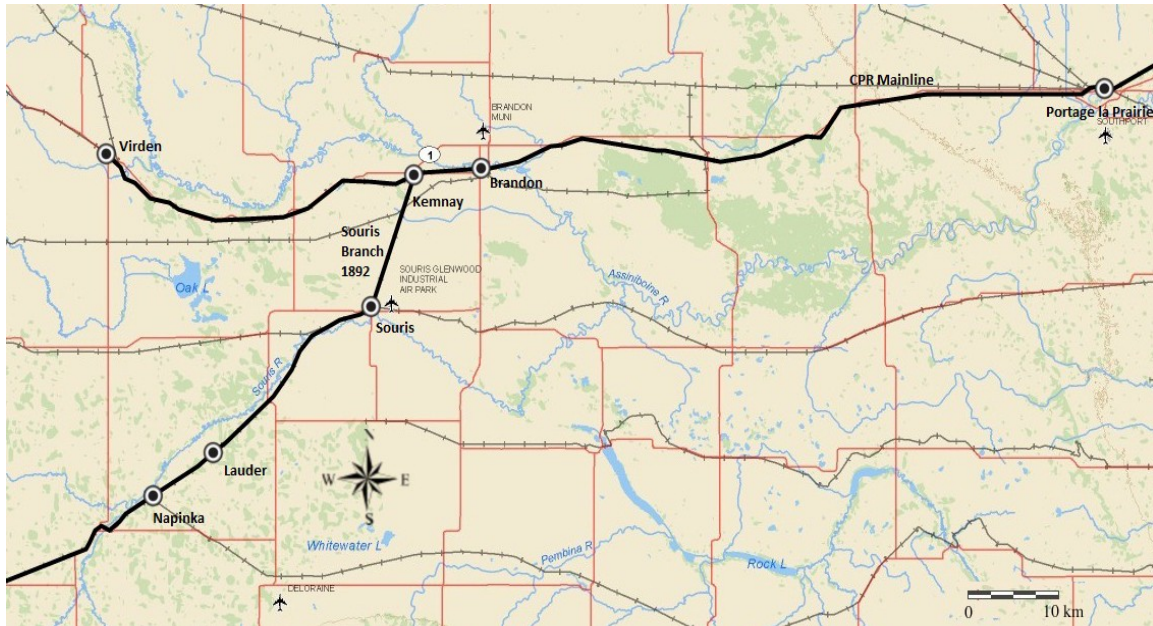 CPR Mainline
Portage la Prairie
SOUTHPORT
BRANDON
MUNI
Virden
1
Brandon
Kemnay
Souris
Branch
1892
SOURIS GLENWOOD
INDUSTRIAL
AIR PARK
Oak L
Assiniboine R
Souris
Souris R
N
W E
S
Lauder
Napinka
Whitewater L
Pembina R
Rock L
DELORAINE
0 10 km